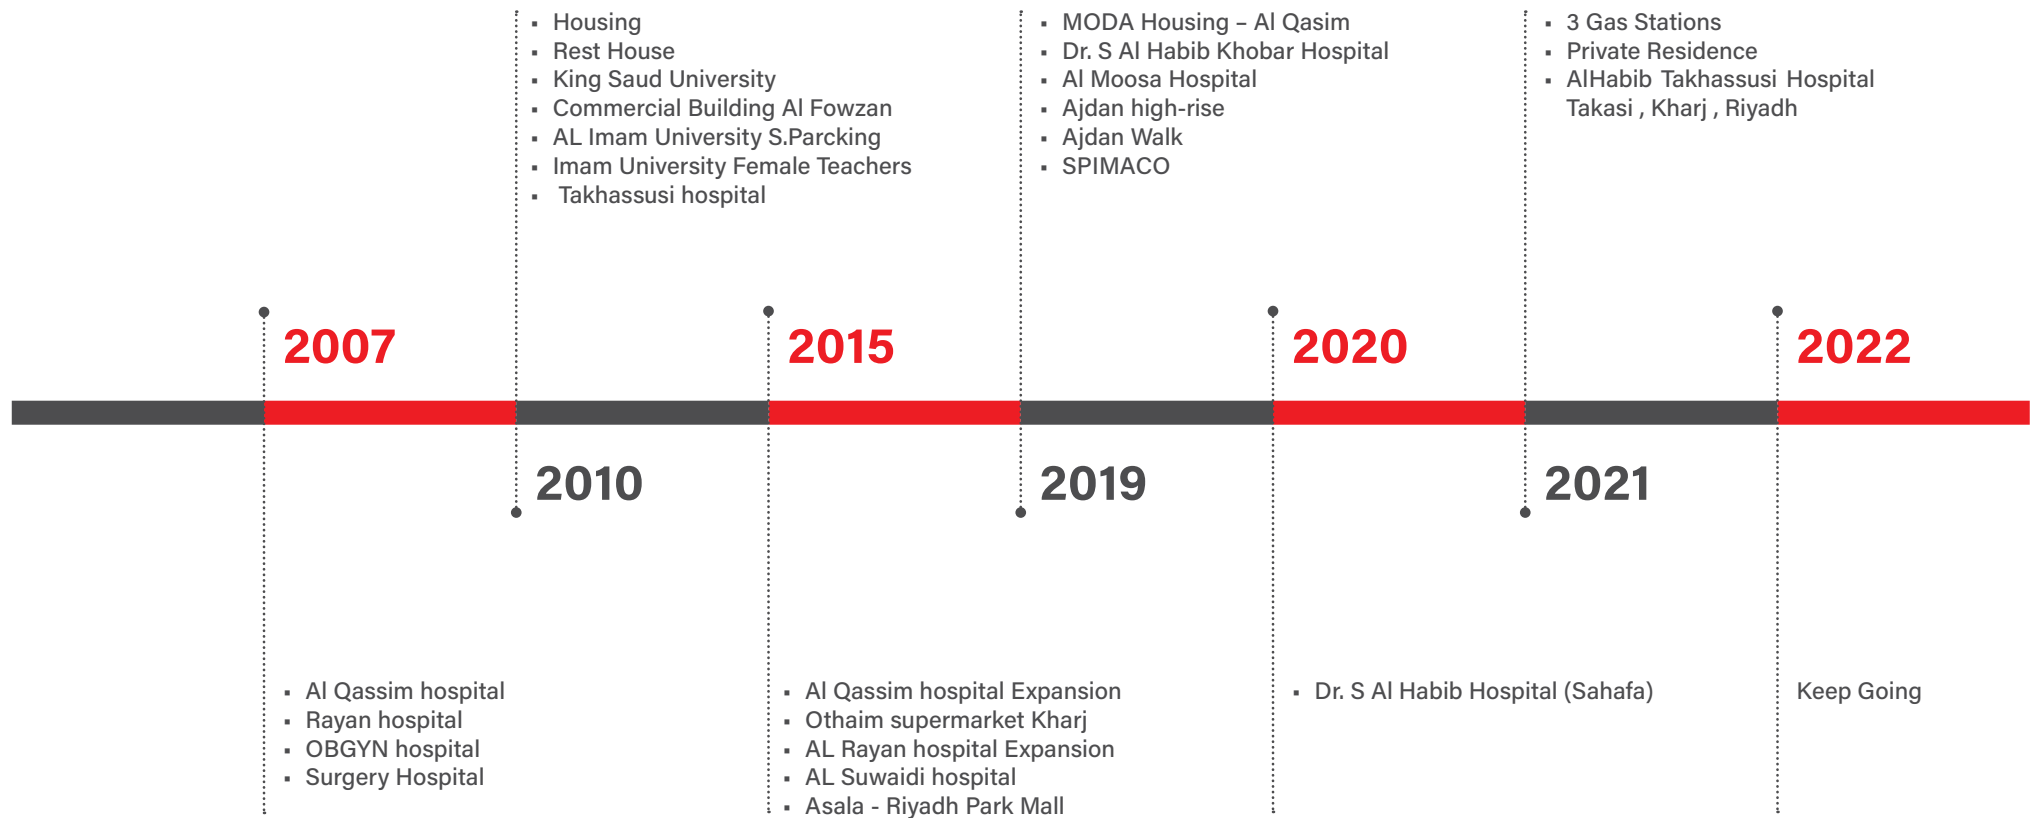 ▪ Housing
▪ Rest House
▪ King Saud University
▪ Commercial Building Al Fowzan
▪ AL Imam University S.Parcking
▪ Imam University Female Teachers
▪ Takhassusi hospital
▪ MODA Housing – Al Qasim
▪ Dr. S Al Habib Khobar Hospital
▪ Al Moosa Hospital
▪ Ajdan high-rise
▪ Ajdan Walk
▪ SPIMACO
▪ 3 Gas Stations
▪ Private Residence
▪ AlHabib Takhassusi Hospital
Takasi , Kharj , Riyadh
2007
2015
2020
2022
2010
2019
2021
▪ Al Qassim hospital
▪ Rayan hospital
▪ OBGYN hospital
▪ Surgery Hospital
▪ Al Qassim hospital Expansion
▪ Othaim supermarket Kharj
▪ AL Rayan hospital Expansion
▪ AL Suwaidi hospital
▪ Asala - Riyadh Park Mall
▪ Dr. S Al Habib Hospital (Sahafa)
Keep Going